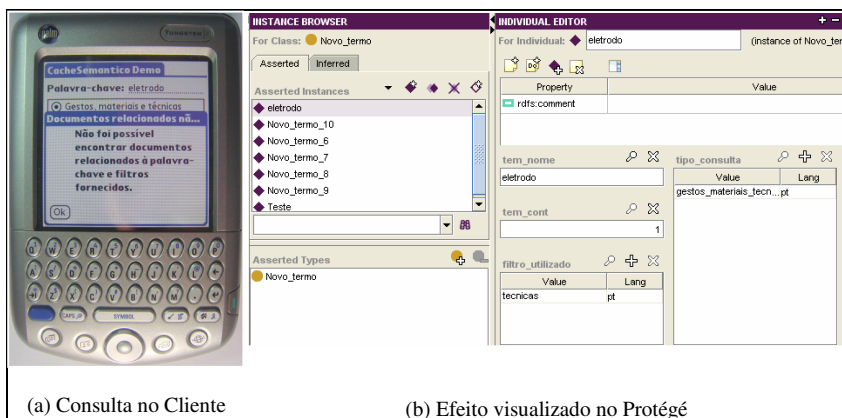 palm
TUNGSTEN
CacheSemantico Demo
Palavra-chave: eletrodo
Gestos, materiais e técnicas
Documentos relacionados nã...
Não foi possível
encontrar documentos
relacionados à palavra-
chave e filtros
fornecidos.
Ok
INSTANCE BROWSER
For Class: Novo_termo
Asserted Inferred
Asserted Instances
eletrodo
Novo_termo_10
Novo_termo_6
Novo_termo_7
Novo_termo_8
Novo_termo_9
Teste
Asserted Types
Novo_termo
INDIVIDUAL EDITOR
For Individual: eletrodo (instance of Novo_ter
Property Value
rdfs:comment
tem_nome
eletrodo
tem_cont
1
filtro_utilizado
Value Lang
tecnicas pt
tipo_consulta
Value Lang
gestos_materiais_tecn... pt
(a) Consulta no Cliente
(b) Efeito visualizado no Protégé